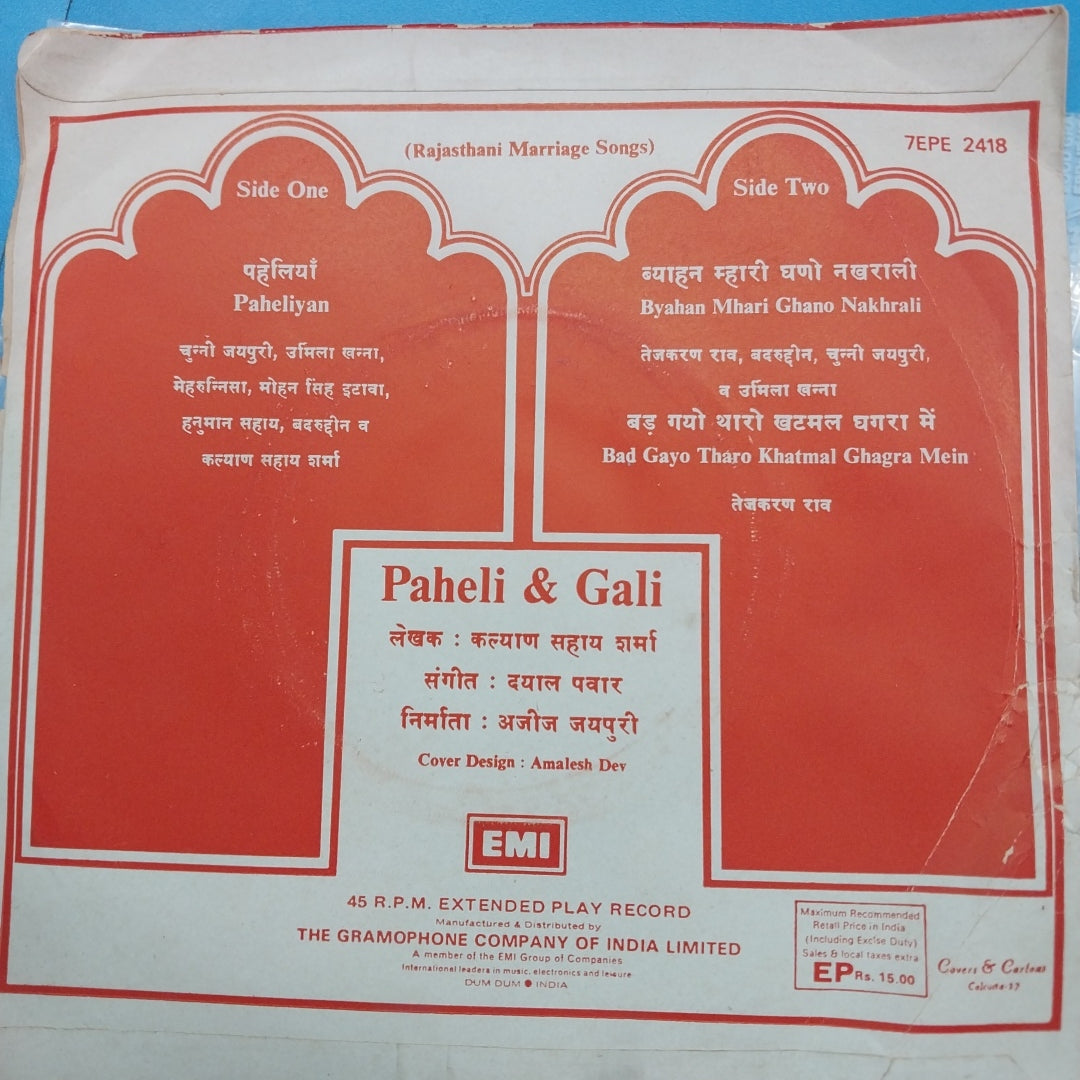 (Rajasthani Marriage Songs)
7EPE 2418
Side One
पहेलियाँ
Paheliyan
चुन्नी जयपुरी, उर्मिला खन्ना,
मेहरुन्निसा, मोहन सिंह इटावा,
हनुमान सहाय, बदरुद्दीन व
कल्याण सहाय शर्मा
Side Two
ब्याहन म्हारी घणो नखराली
Byahan Mhari Ghano Nakhrali
तेजकरण राव, बदरुद्दीन, चुन्नी जयपुरी,
व उर्मिला खन्ना
बड़ गयो थारो खटमल घगरा में
Bad Gayo Tharo Khatmal Ghagra Mein
तेजकरण राव
Paheli & Gali
लेखक : कल्याण सहाय शर्मा
संगीत : दयाल पवार
निर्माता : अजीज जयपुरी
Cover Design : Amalesh Dev
EMI
45 R.P.M. EXTENDED PLAY RECORD
Manufactured & Distributed by
THE GRAMOPHONE COMPANY OF INDIA LIMITED
A member of the EMI Group of Companies
International leaders in music, electronics and leisure
DUM DUM ● INDIA
Maximum Recommended
Retail Price in India
(Including Excise Duty)
Sales & local taxes extra
EP Rs. 15.00
Covers & Cartons
Calcutta-12